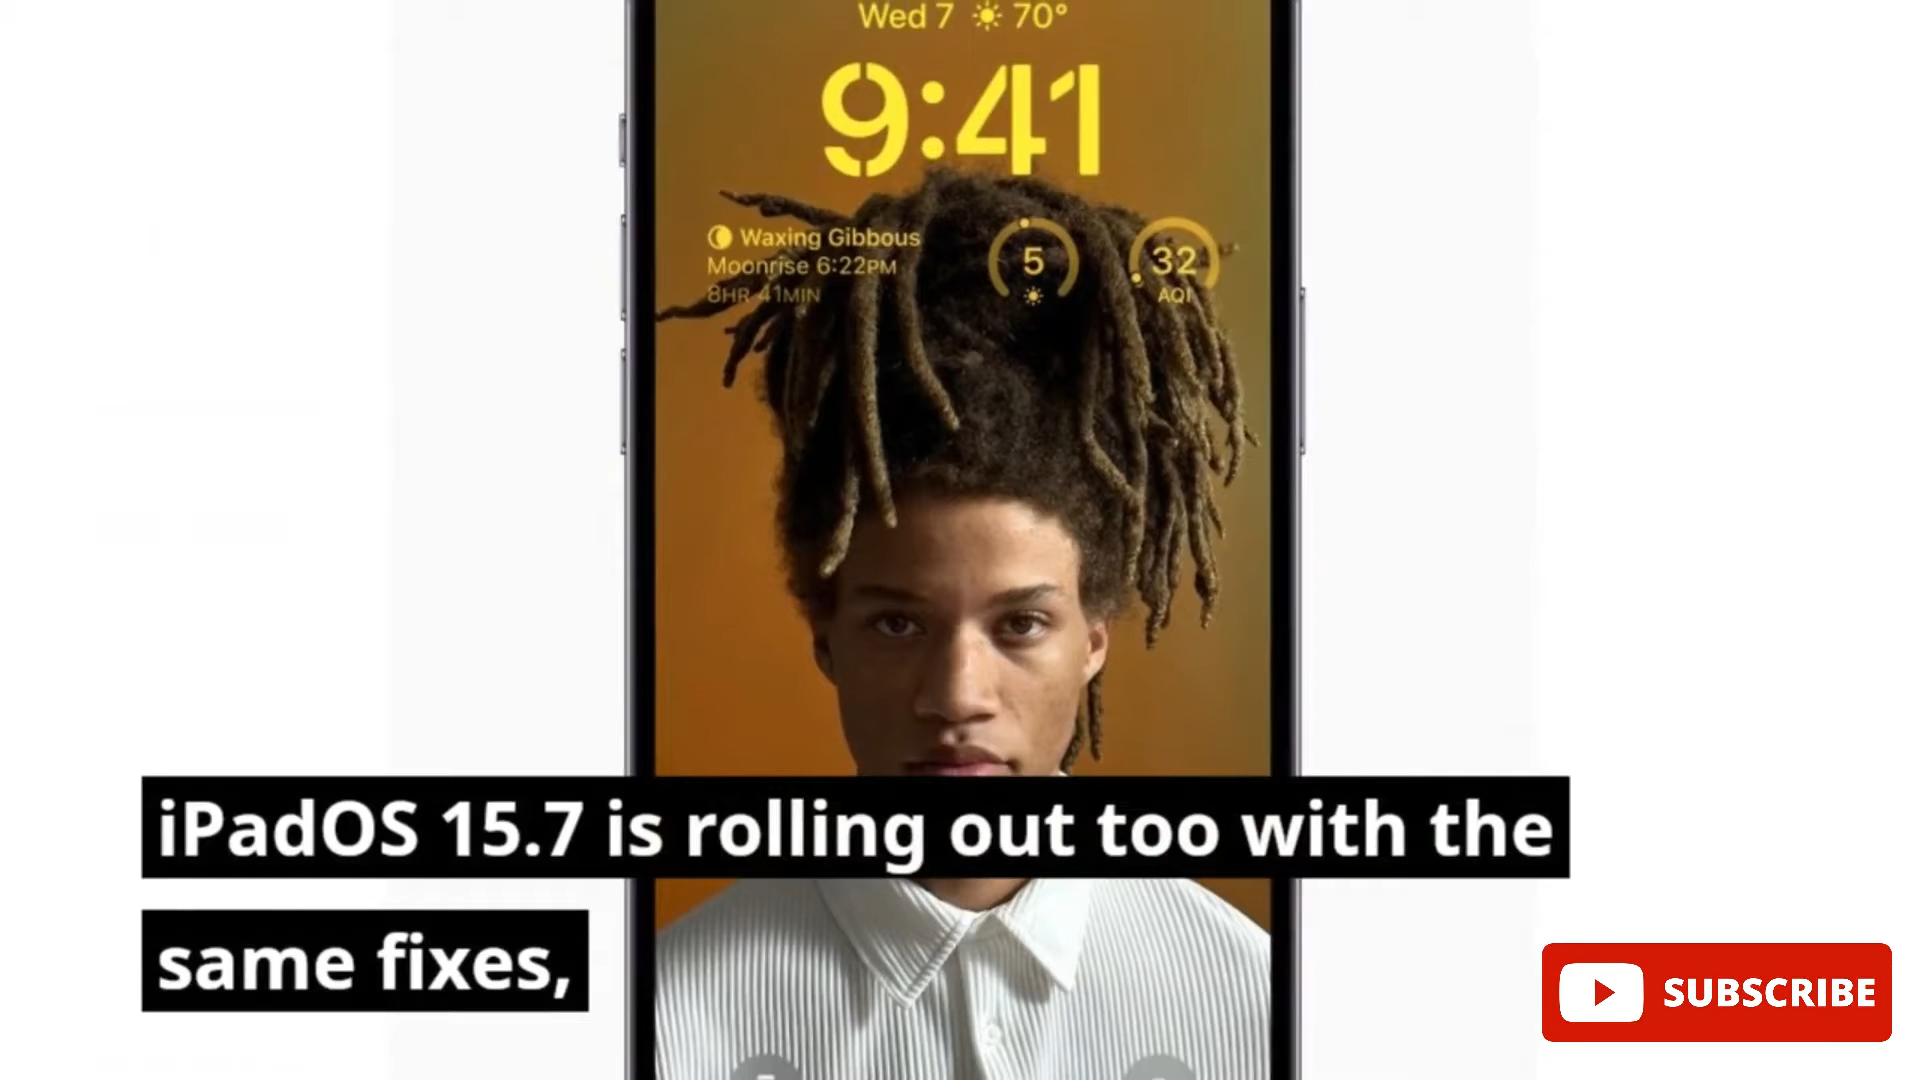 Wed 7 70°
9:41
Waxing Gibbous
Moonrise 6:22PM
8HR 41MIN
5
32
AQI
iPadOS 15.7 is rolling out too with the
same fixes,
SUBSCRIBE